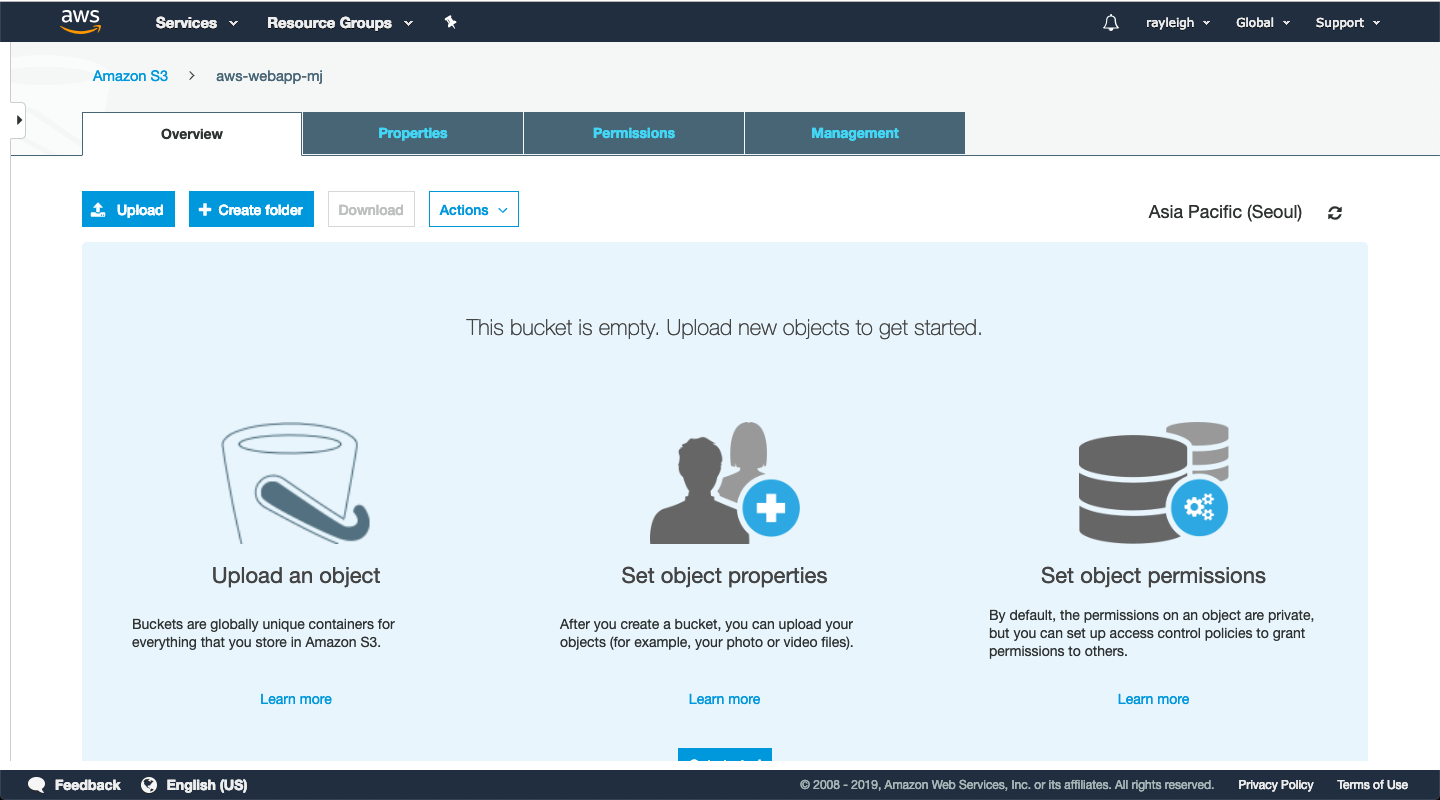 aws Services Resource Groups rayleigh Global Support
Amazon S3 aws-webapp-mj
Overview Properties Permissions Management
Upload Create folder Download Actions Asia Pacific (Seoul)
This bucket is empty. Upload new objects to get started.
Upload an object
Buckets are globally unique containers for
everything that you store in Amazon S3.
Learn more
Set object properties
After you create a bucket, you can upload your
objects (for example, your photo or video files).
Learn more
Set object permissions
By default, the permissions on an object are private,
but you can set up access control policies to grant
permissions to others.
Learn more
Feedback English (US) © 2008 - 2019, Amazon Web Services, Inc. or its affiliates. All rights reserved. Privacy Policy Terms of Use